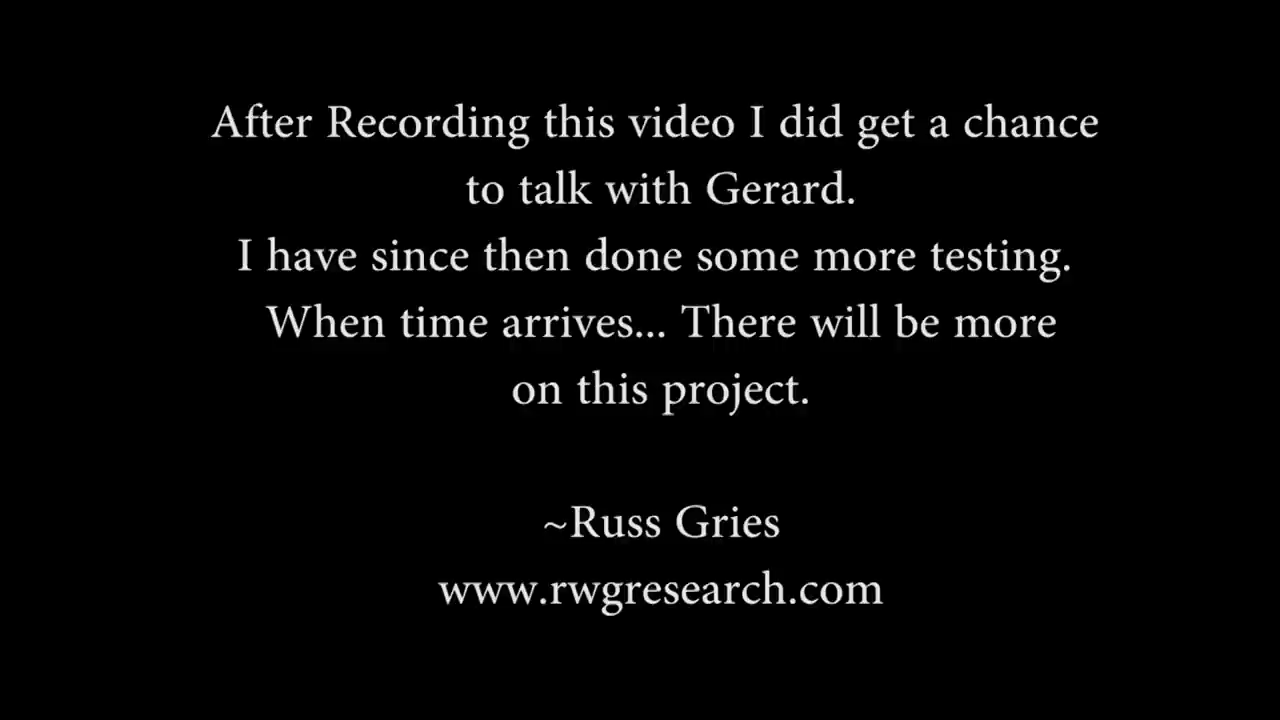 After Recording this video I did get a chance
to talk with Gerard.
I have since then done some more testing.
When time arrives... There will be more
on this project.
~Russ Gries
www.rwgresearch.com